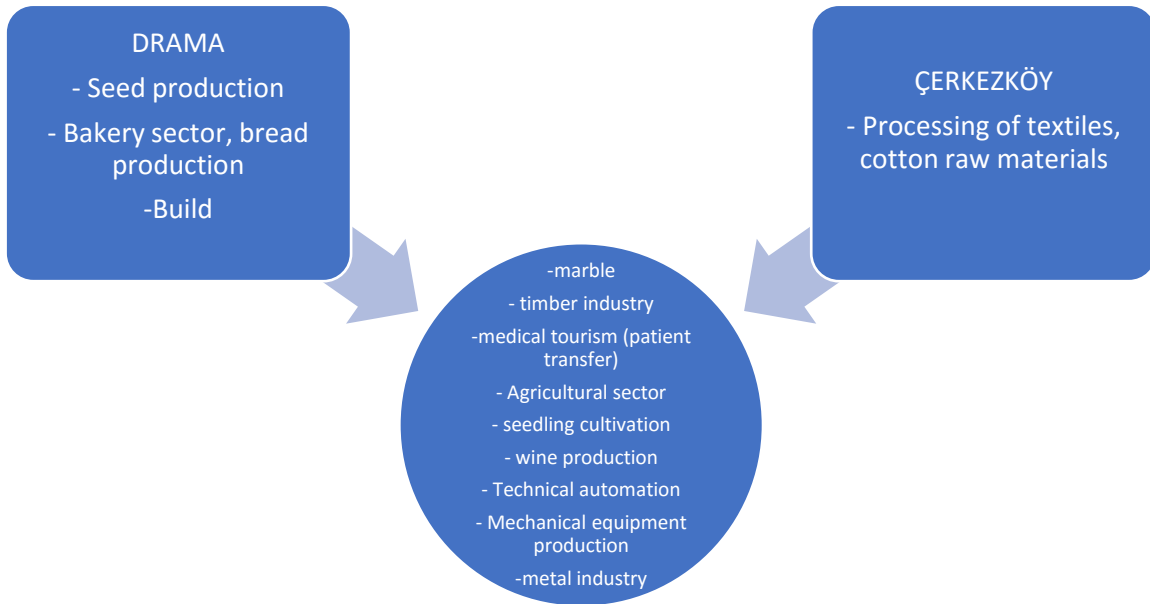 DRAMA
- Seed production
- Bakery sector, bread
production
-Build
ÇERKEZKÖY
- Processing of textiles,
cotton raw materials
-marble
- timber industry
-medical tourism (patient
transfer)
- Agricultural sector
- seedling cultivation
- wine production
- Technical automation
- Mechanical equipment
production
-metal industry